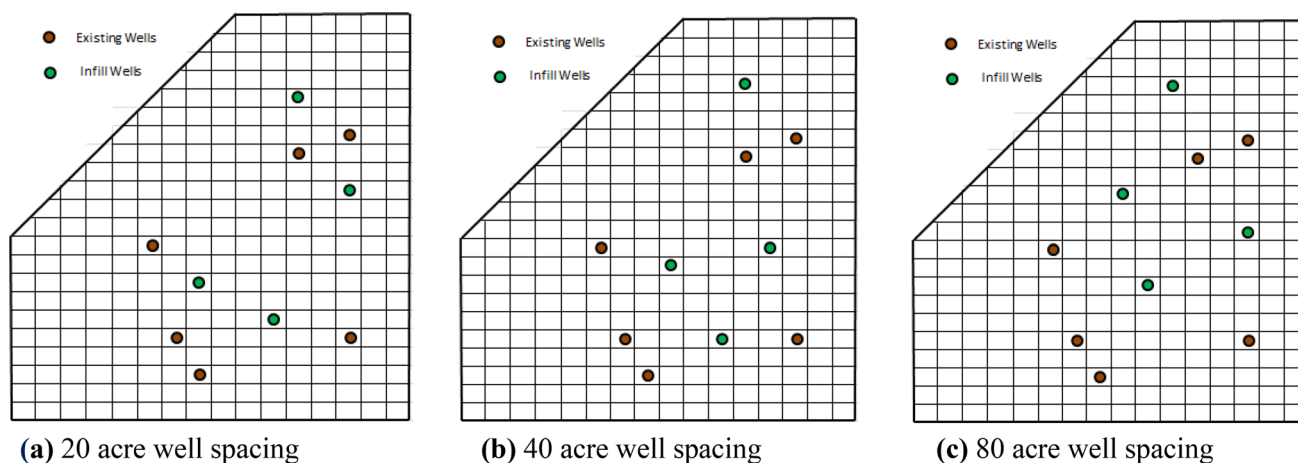 Existing Wells
Infill Wells
Existing Wells
Infill Wells
Existing Wells
Infill Wells
(a) 20 acre well spacing
(b) 40 acre well spacing
(c) 80 acre well spacing